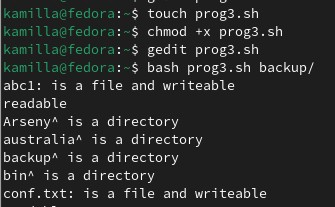 kamilla@fedora:~$ touch prog3.sh
kamilla@fedora:~$ chmod +x prog3.sh
kamilla@fedora:~$ gedit prog3.sh
kamilla@fedora:~$ bash prog3.sh backup/
abc1: is a file and writeable
readable
Arseny^ is a directory
australia^ is a directory
backup^ is a directory
bin^ is a directory
conf.txt: is a file and writeable